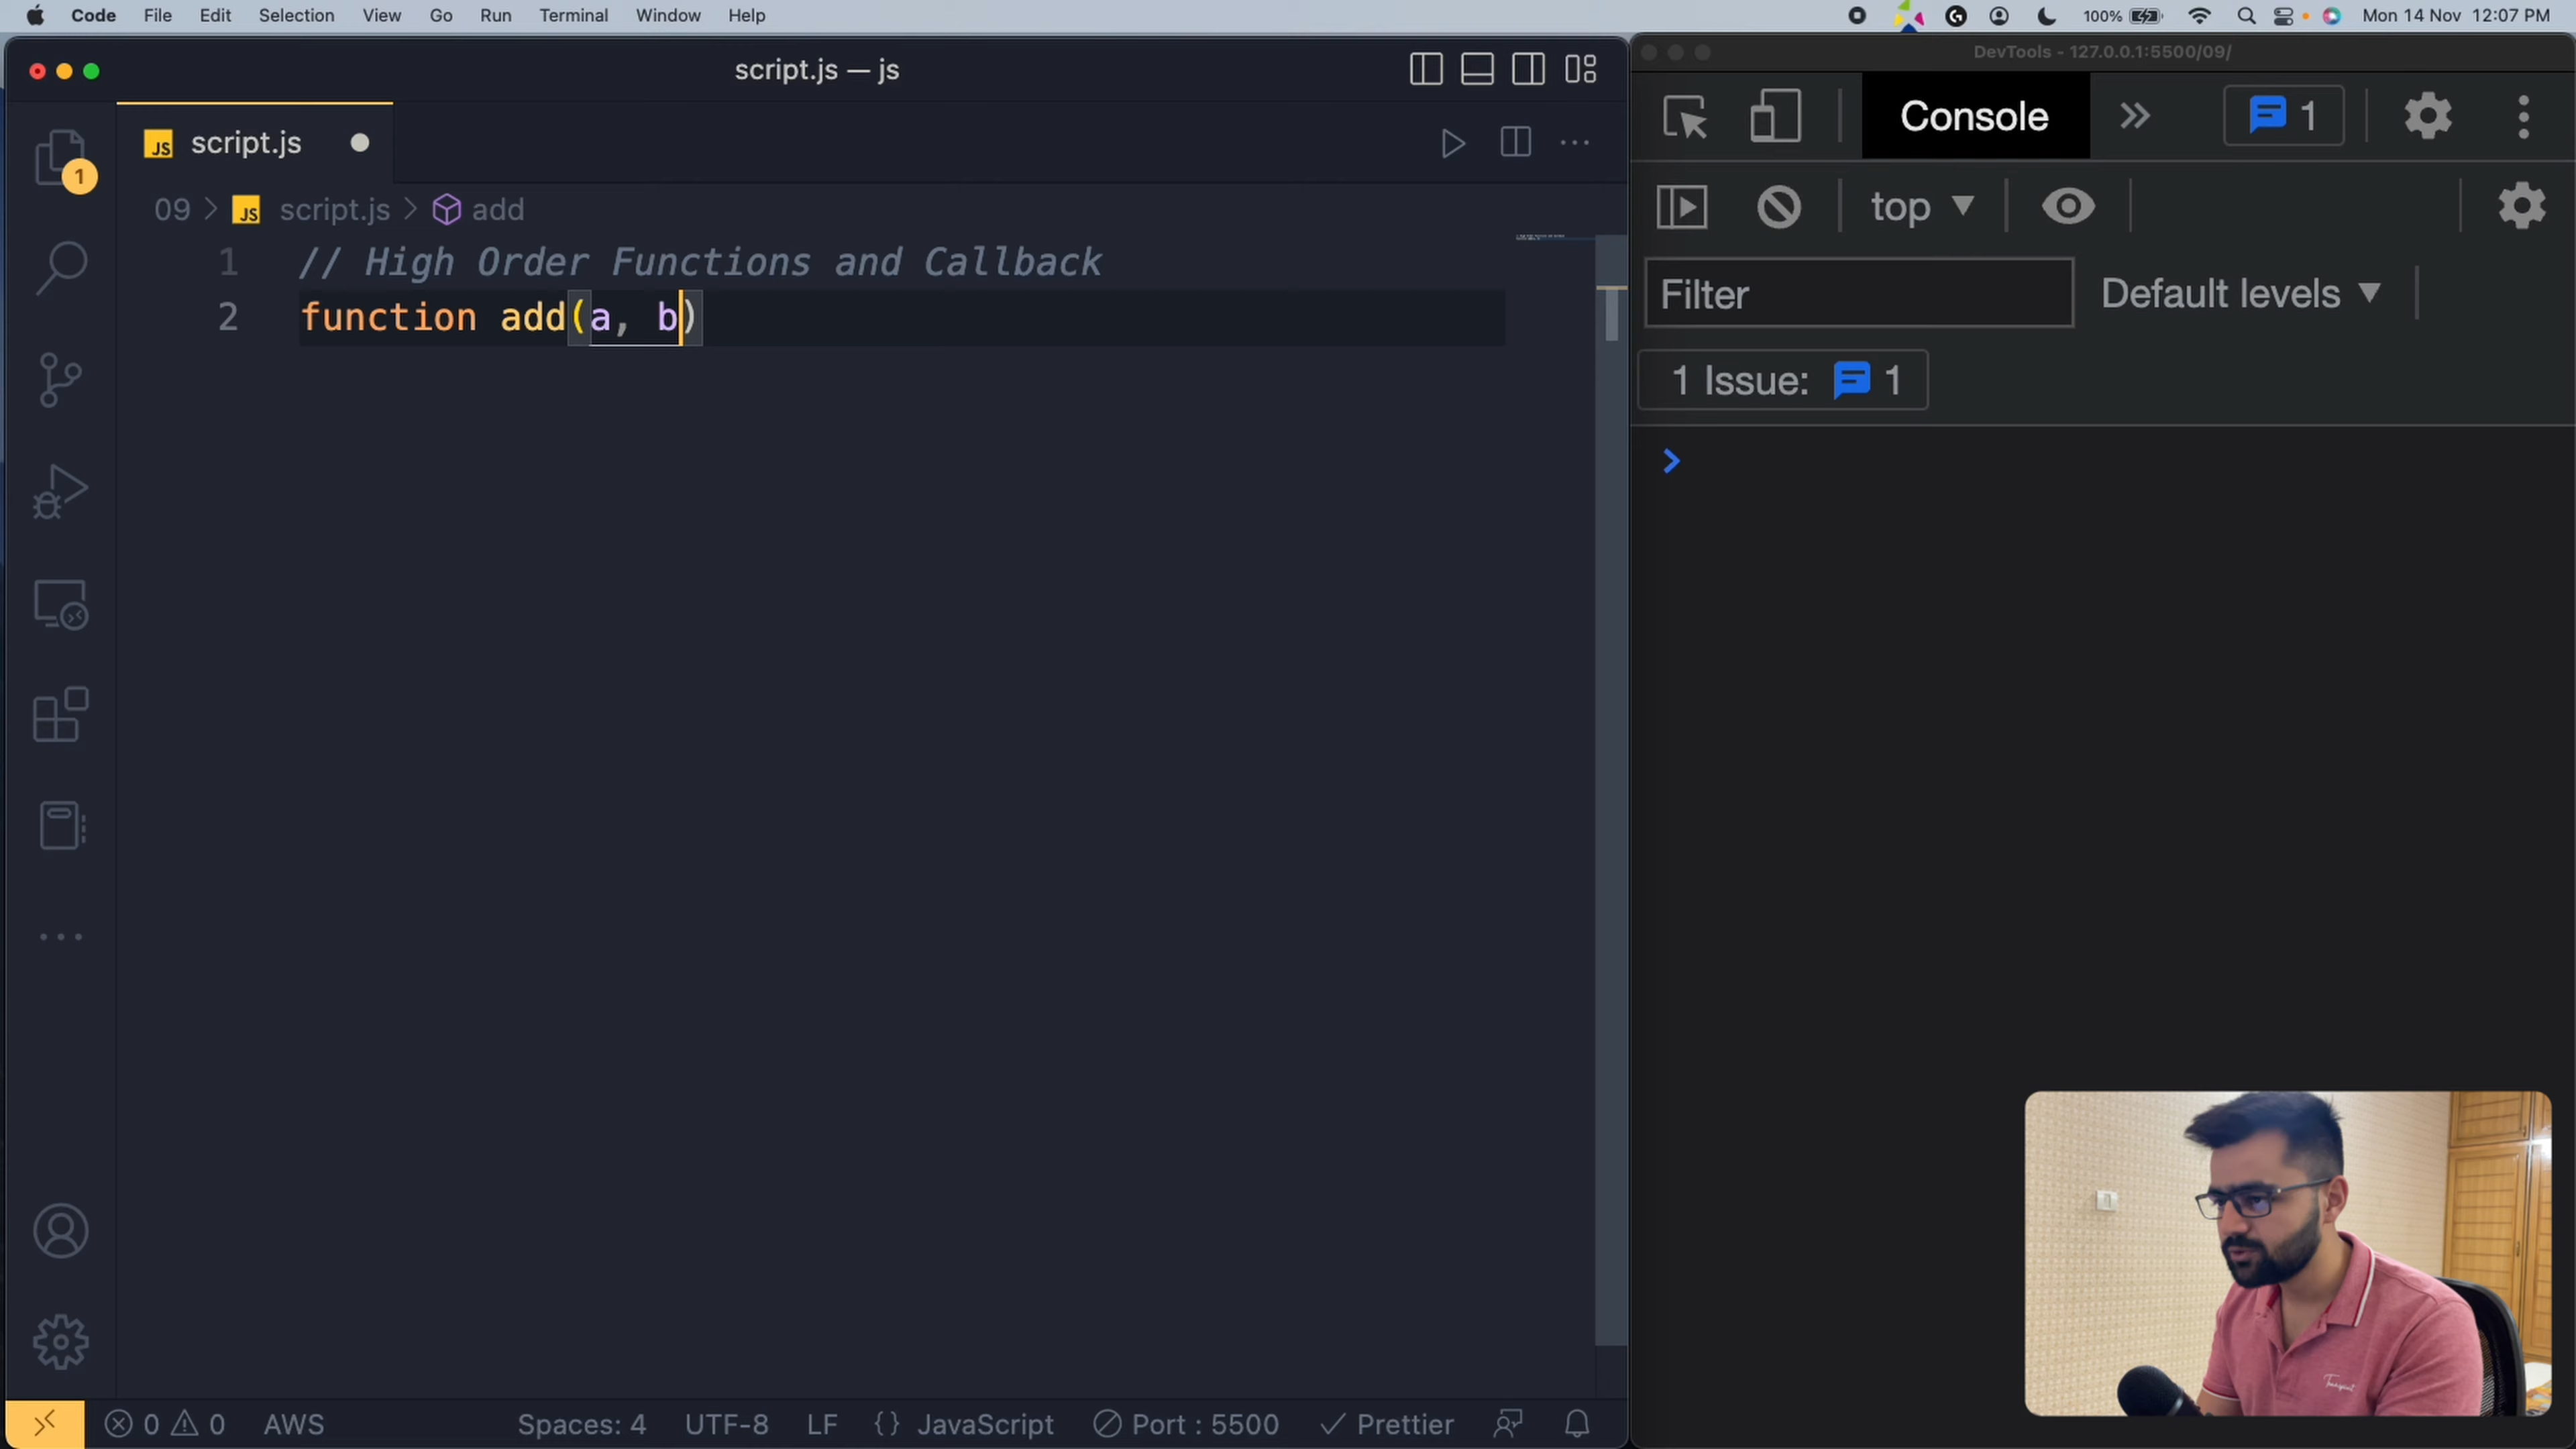 Code File Edit Selection View Go Run Terminal Window Help 100% Mon 14 Nov 12:07 PM
script.js — js
DevTools - 127.0.0.1:5500/09/
JS script.js
Console 1
1
09 > JS script.js > add
top
1 // High Order Functions and Callback
2 function add(a, b)
Filter Default levels
1 Issue: 1
0 0 AWS Spaces: 4 UTF-8 LF {} JavaScript Port : 5500 Prettier